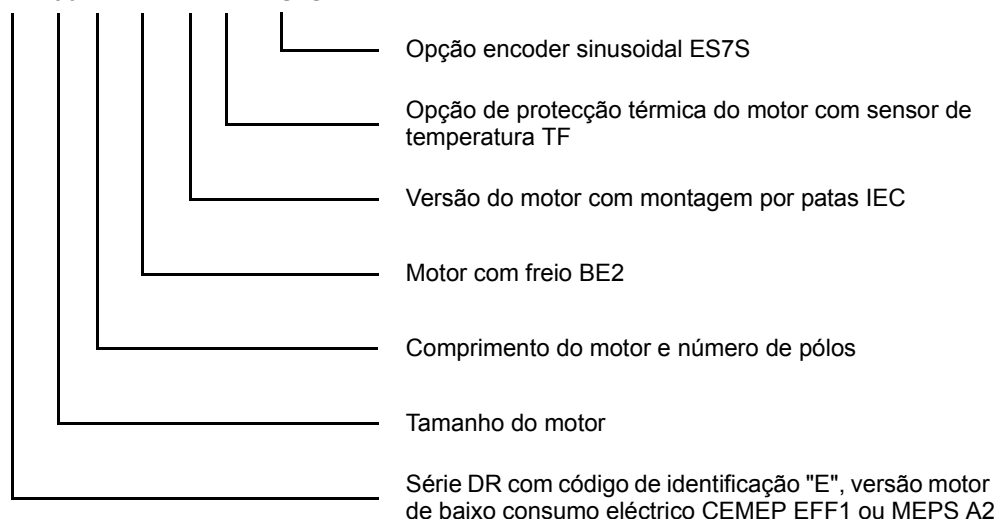 Opção encoder sinusoidal ES7S
Opção de protecção térmica do motor com sensor de
temperatura TF
Versão do motor com montagem por patas IEC
Motor com freio BE2
Comprimento do motor e número de pólos
Tamanho do motor
Série DR com código de identificação "E", versão motor
de baixo consumo eléctrico CEMEP EFF1 ou MEPS A2